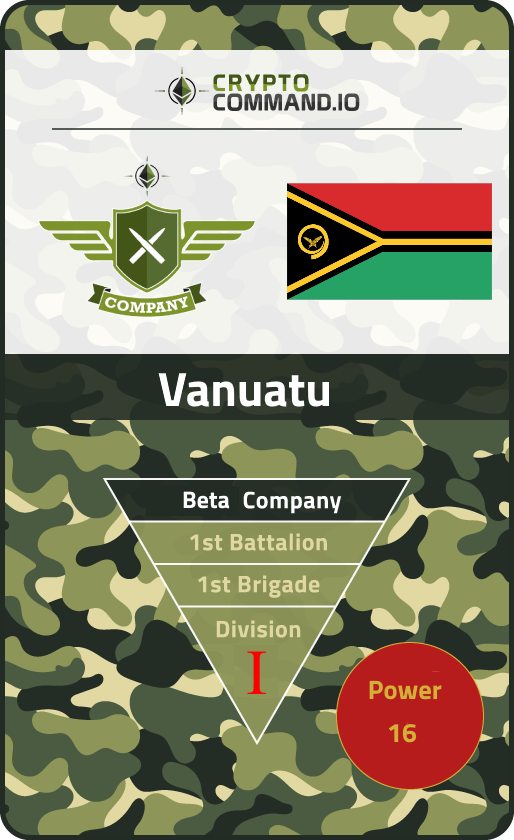 CRYPTO
COMMAND.IO
COMPANY
Vanuatu
Beta Company
1st Battalion
1st Brigade
Division
I
Power
16